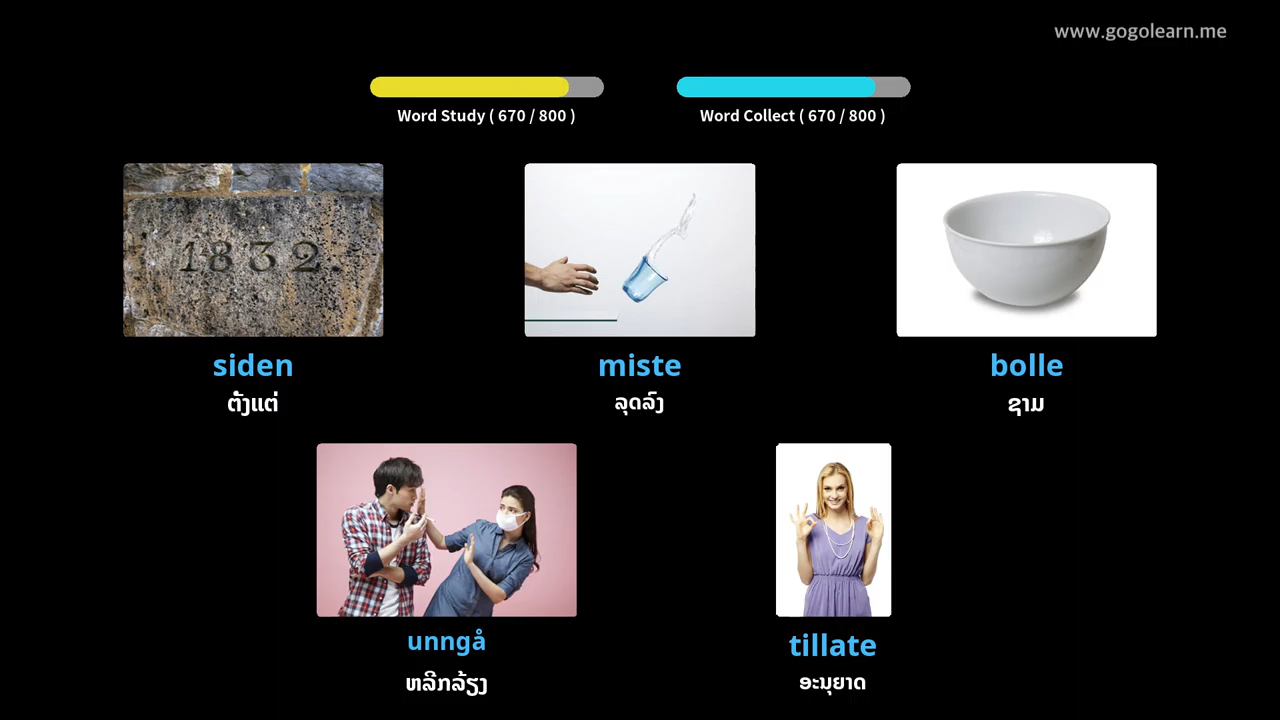 www.gogolearn.me
Word Study ( 670 / 800 )
Word Collect ( 670 / 800 )
1832.
siden
ຕັ້ງແຕ່
miste
ລຸດລົງ
bolle
ຊາມ
unngå
ຫລີກລ້ຽງ
tillate
ອະນຸຍາດ